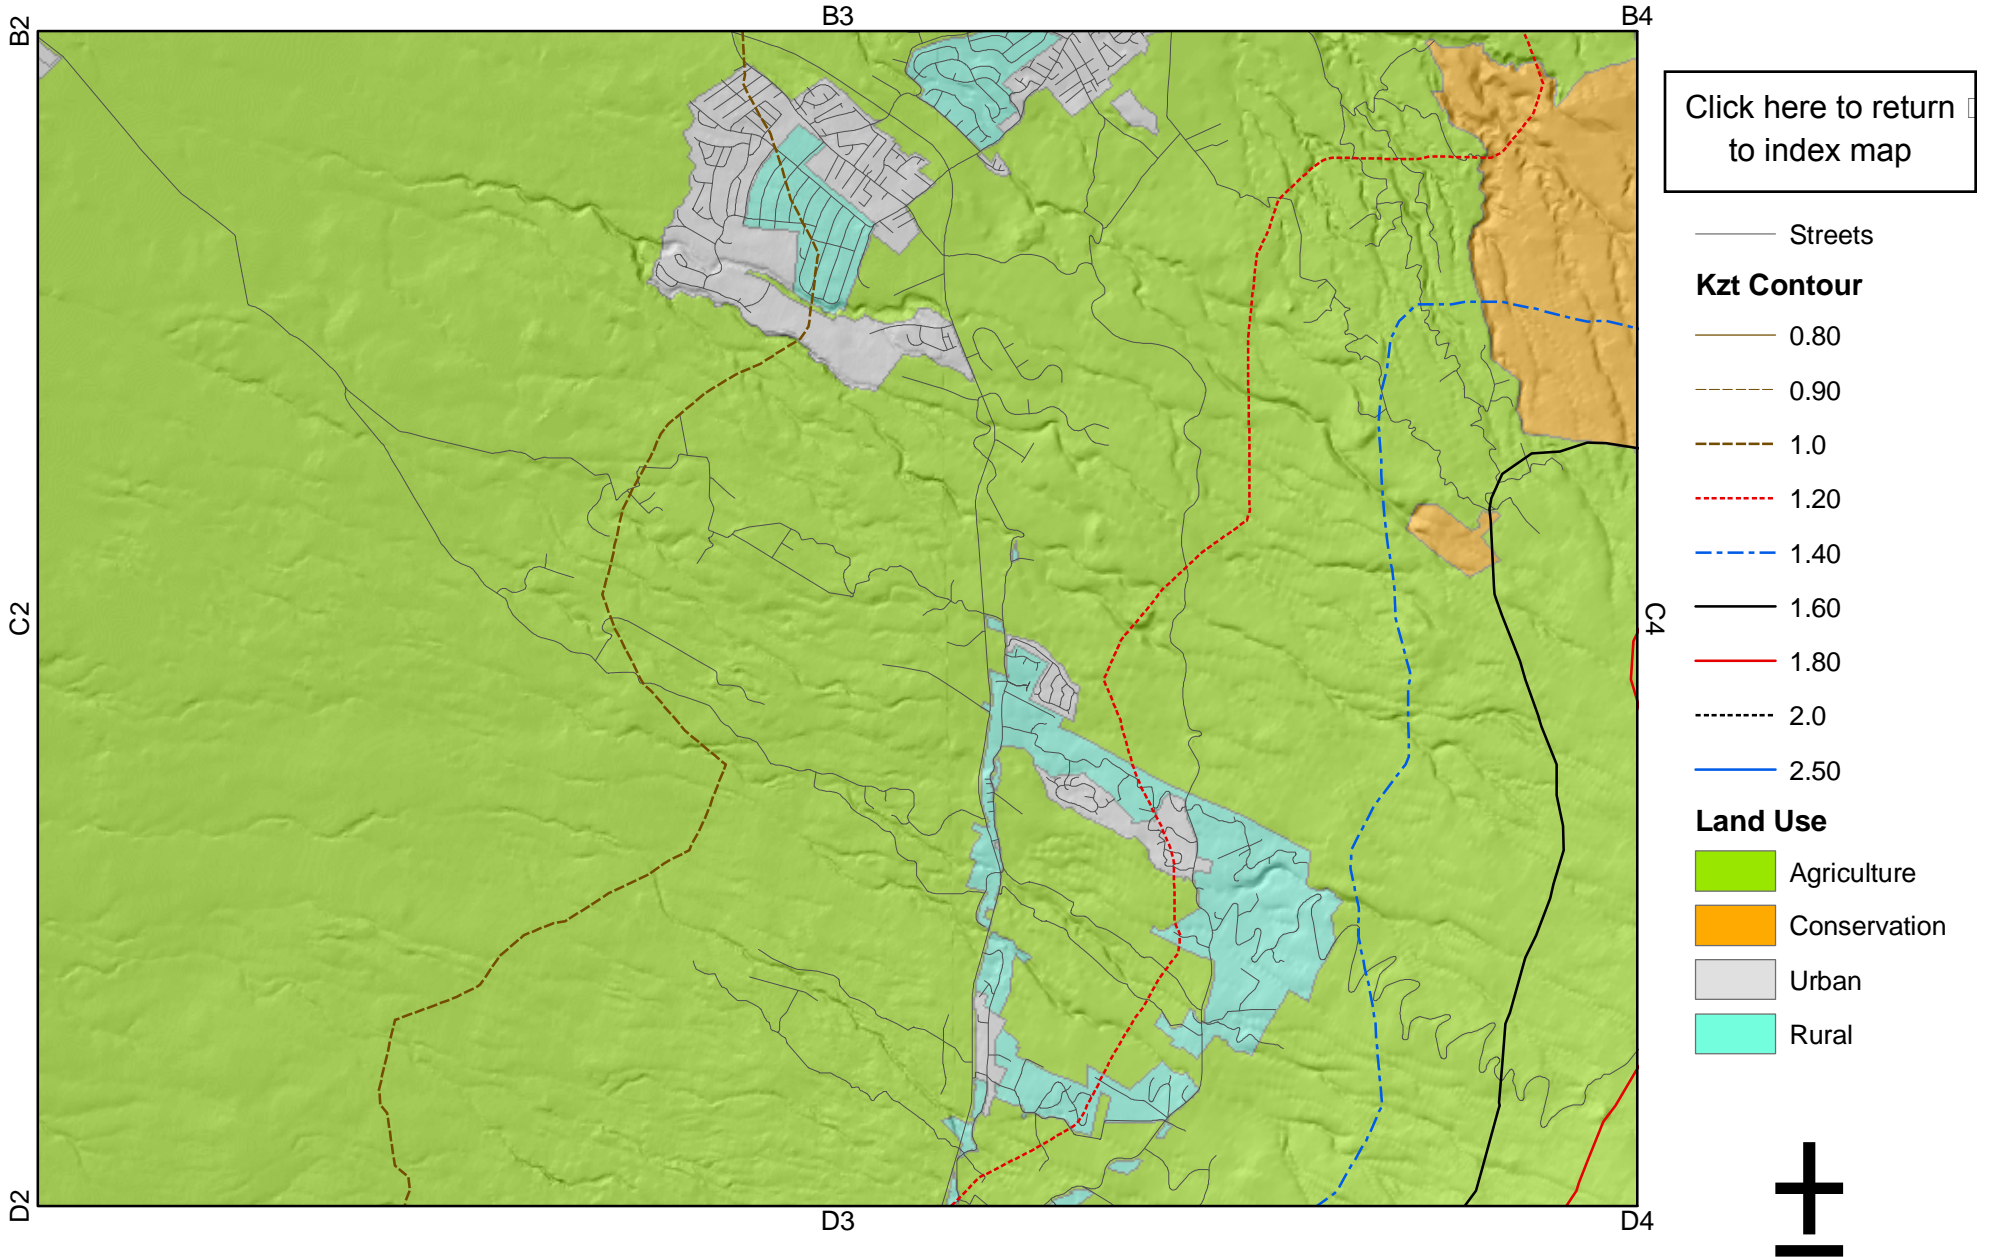 B3
B4
B2
Click here to return
to index map
Streets
Kzt Contour
0.80
0.90
1.0
1.20
1.40
C2
C4
1.60
1.80
2.0
2.50
Land Use
Agriculture
Conservation
Urban
Rural
D2
D3
D4